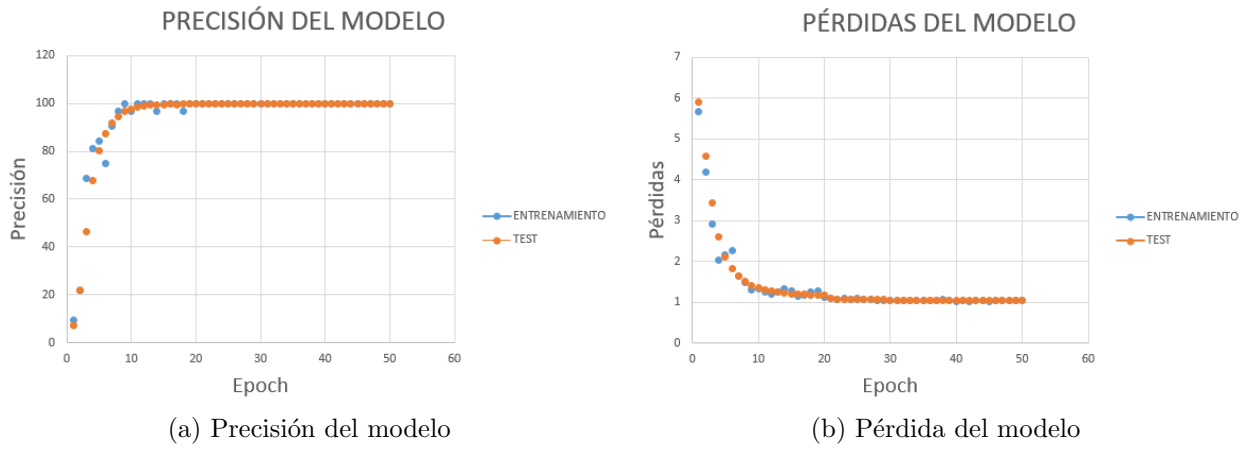 PRECISIÓN DEL MODELO
120
100
80
60
40
20
0
0 10 20 30 40 50 60
Precisión
Epoch
ENTRENAMIENTO
TEST
(a) Precisión del modelo
PÉRDIDAS DEL MODELO
7
6
5
4
3
2
1
0
0 10 20 30 40 50 60
Pérdidas
Epoch
ENTRENAMIENTO
TEST
(b) Pérdida del modelo